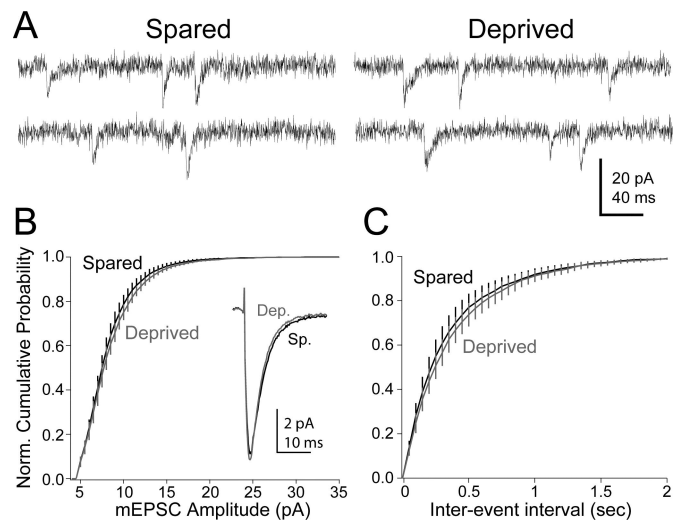 A
Spared
Deprived
20 pA
40 ms
B
Norm. Cumulative Probability
1.0
0.8
0.6
0.4
0.2
0.0
Spared
Deprived
Dep.
Sp.
2 pA
10 ms
5 10 15 20 25 30 35
mEPSC Amplitude (pA)
C
1.0
0.8
0.6
0.4
0.2
0.0
Spared
Deprived
0 0.5 1 1.5 2
Inter-event interval (sec)